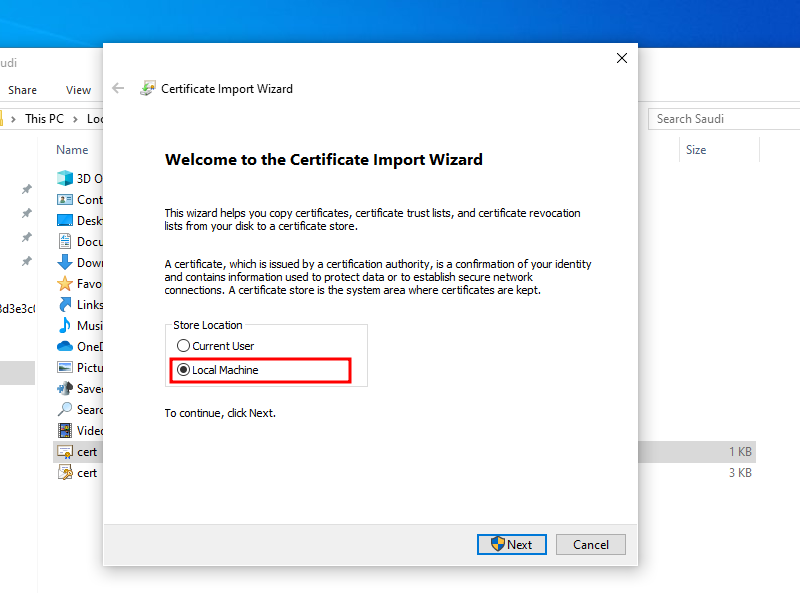 udi
Share View
This PC Loc
Search Saudi
Name
Size
3D O
Cont
Desk
Docu
Down
Favo
Links
Musi
OneD
Pictu
Saved
Searc
Video
cert
1 KB
cert
3 KB
3d3e3c0
Certificate Import Wizard
Welcome to the Certificate Import Wizard
This wizard helps you copy certificates, certificate trust lists, and certificate revocation
lists from your disk to a certificate store.
A certificate, which is issued by a certification authority, is a confirmation of your identity
and contains information used to protect data or to establish secure network
connections. A certificate store is the system area where certificates are kept.
Store Location
Current User
Local Machine
To continue, click Next.
Next
Cancel